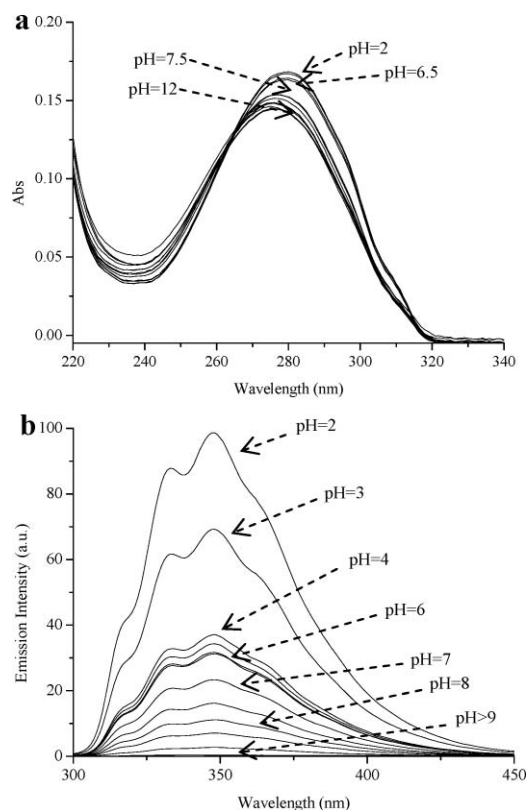 a
0.20
pH=7.5
pH=2
pH=6.5
pH=12
0.15
0.10
0.05
0.00
Abs
220 240 260 280 300 320 340
Wavelength (nm)
b
100
80
60
40
20
0
Emission Intensity (a.u.)
pH=2
pH=3
pH=4
pH=6
pH=7
pH=8
pH>9
300 350 400 450
Wavelength (nm)